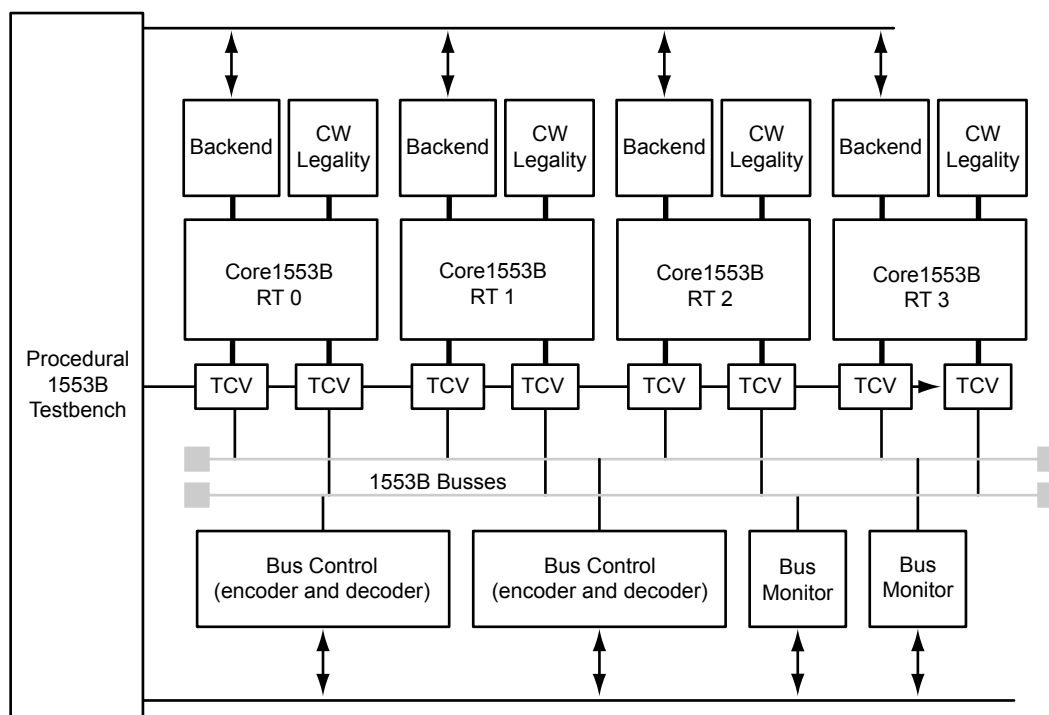 Backend
CW
Legality
Backend
CW
Legality
Backend
CW
Legality
Backend
CW
Legality
Core1553B
RT 0
Core1553B
RT 1
Core1553B
RT 2
Core1553B
RT 3
Procedural
1553B
Testbench
TCV
TCV
TCV
TCV
TCV
TCV
TCV
TCV
1553B Busses
Bus Control
(encoder and decoder)
Bus Control
(encoder and decoder)
Bus
Monitor
Bus
Monitor